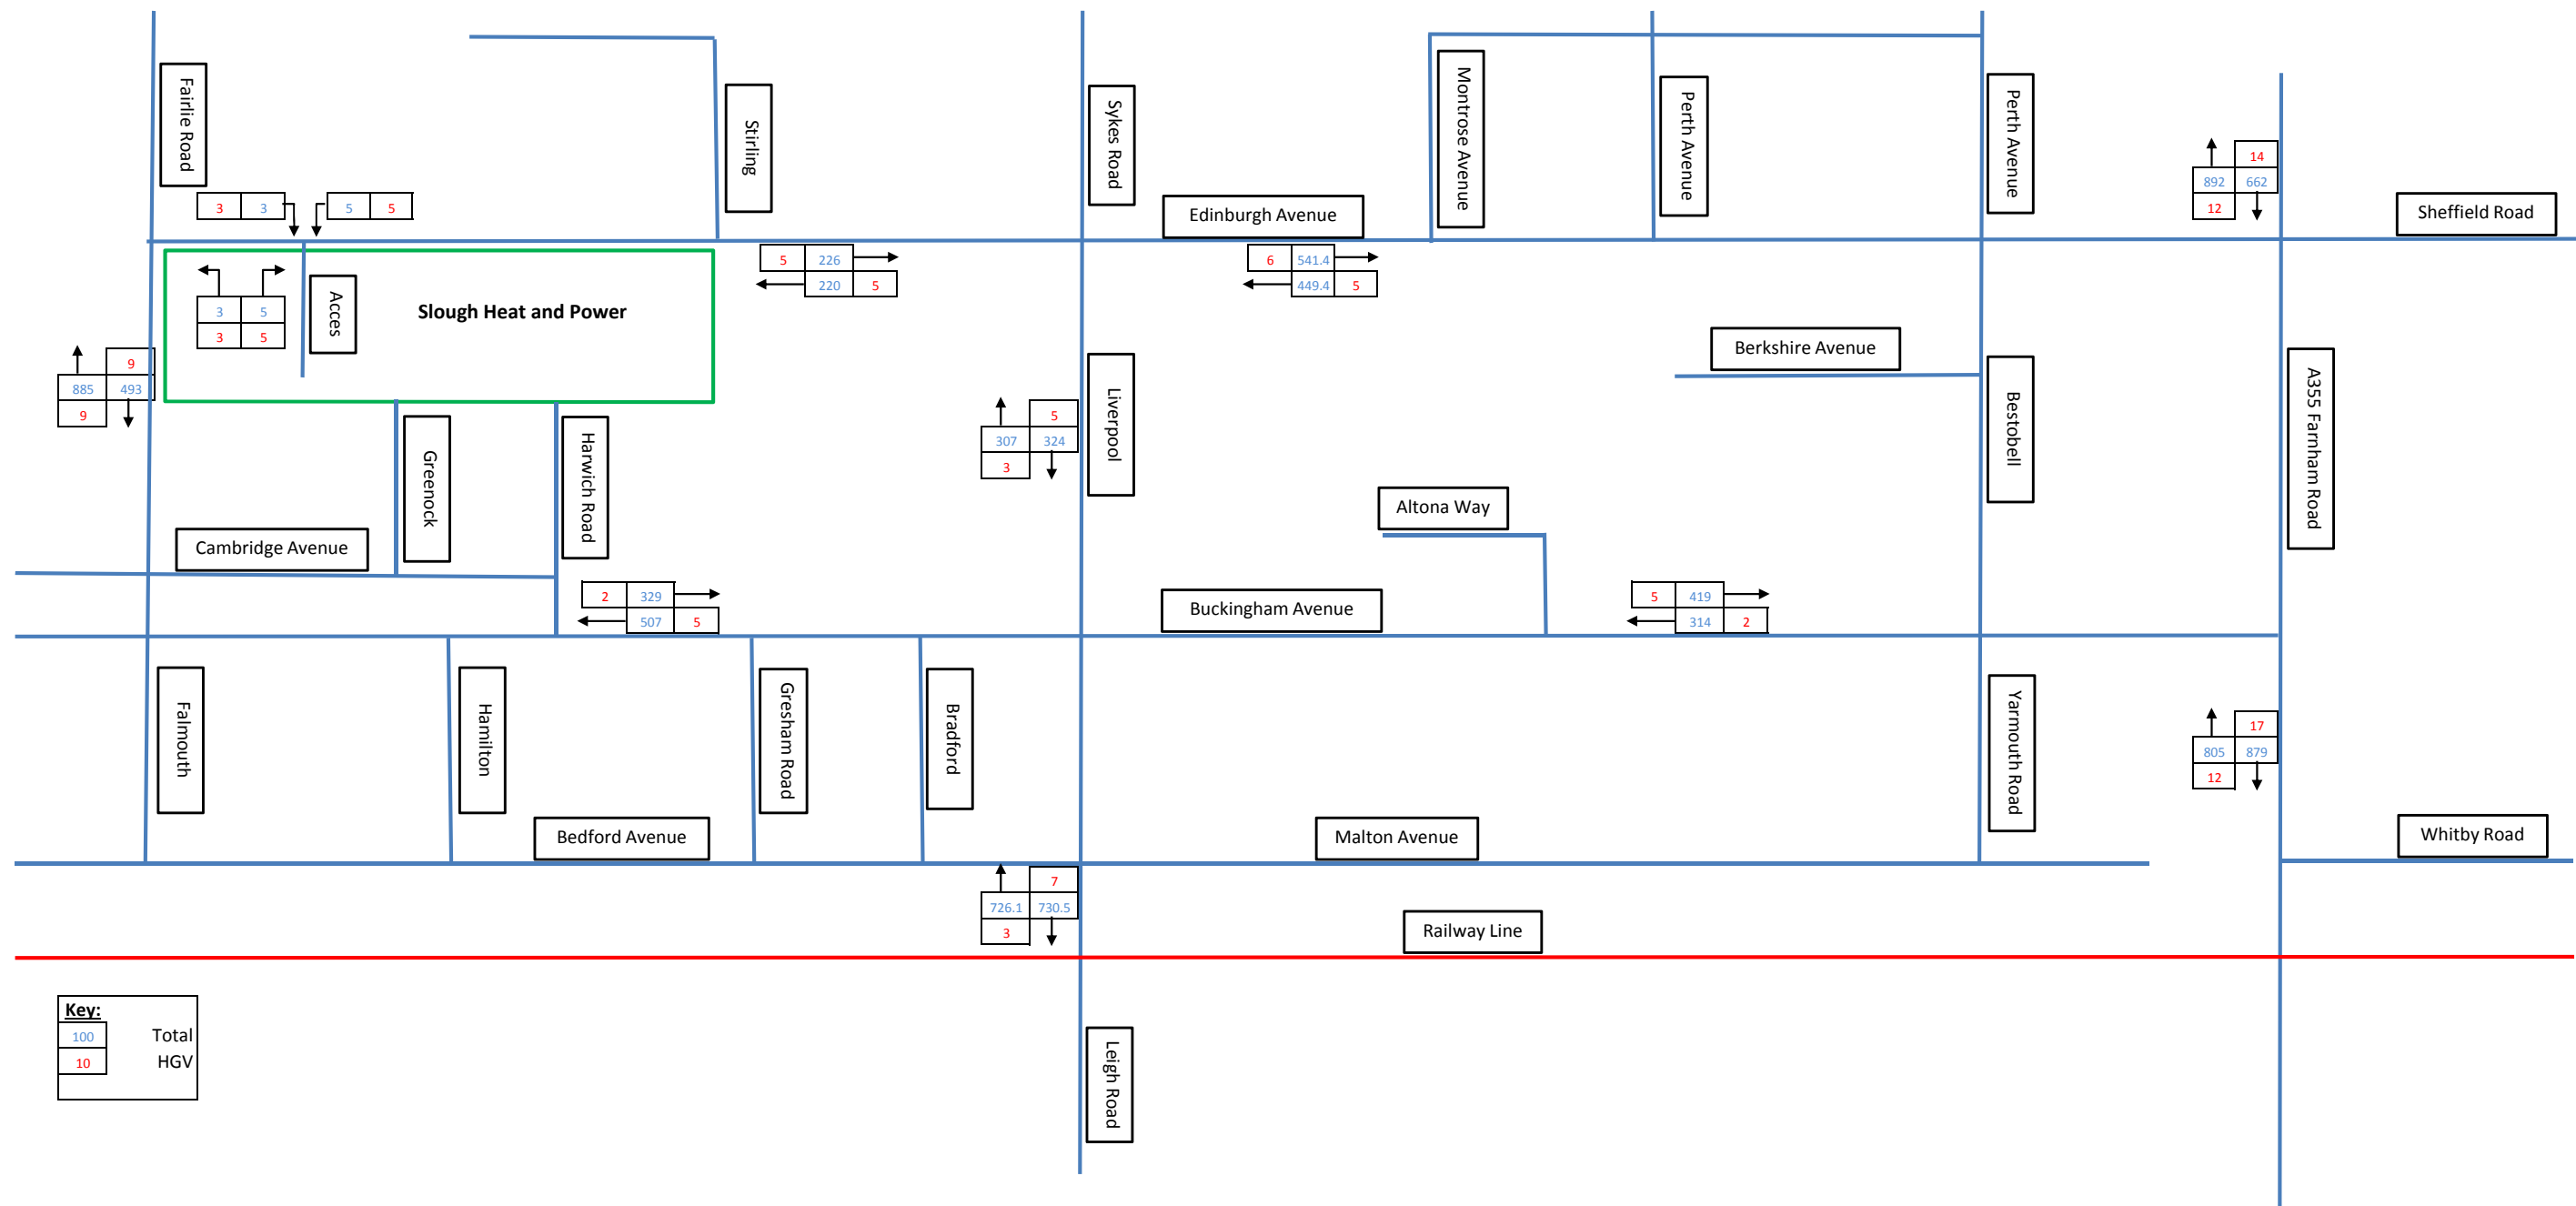 Fairlie Road
Stirling
Sykes Road
Montrose Avenue
Perth Avenue
Perth Avenue
14
892 662
12
3 3
5 5
Edinburgh Avenue
Sheffield Road
5 226
220 5
6 541.4
449.4 5
3 5
3 5
Acces
Slough Heat and Power
Berkshire Avenue
9
885 493
9
Greenock
Harwich Road
5
307 324
3
Liverpool
Bestobell
A355 Farnham Road
Altona Way
Cambridge Avenue
2 329
507 5
Buckingham Avenue
5 419
314 2
Falmouth
Hamilton
Gresham Road
Bradford
Yarmouth Road
17
805 879
12
Bedford Avenue
Malton Avenue
Whitby Road
7
726.1 730.5
3
Railway Line
Key:
100 Total
10 HGV
Leigh Road